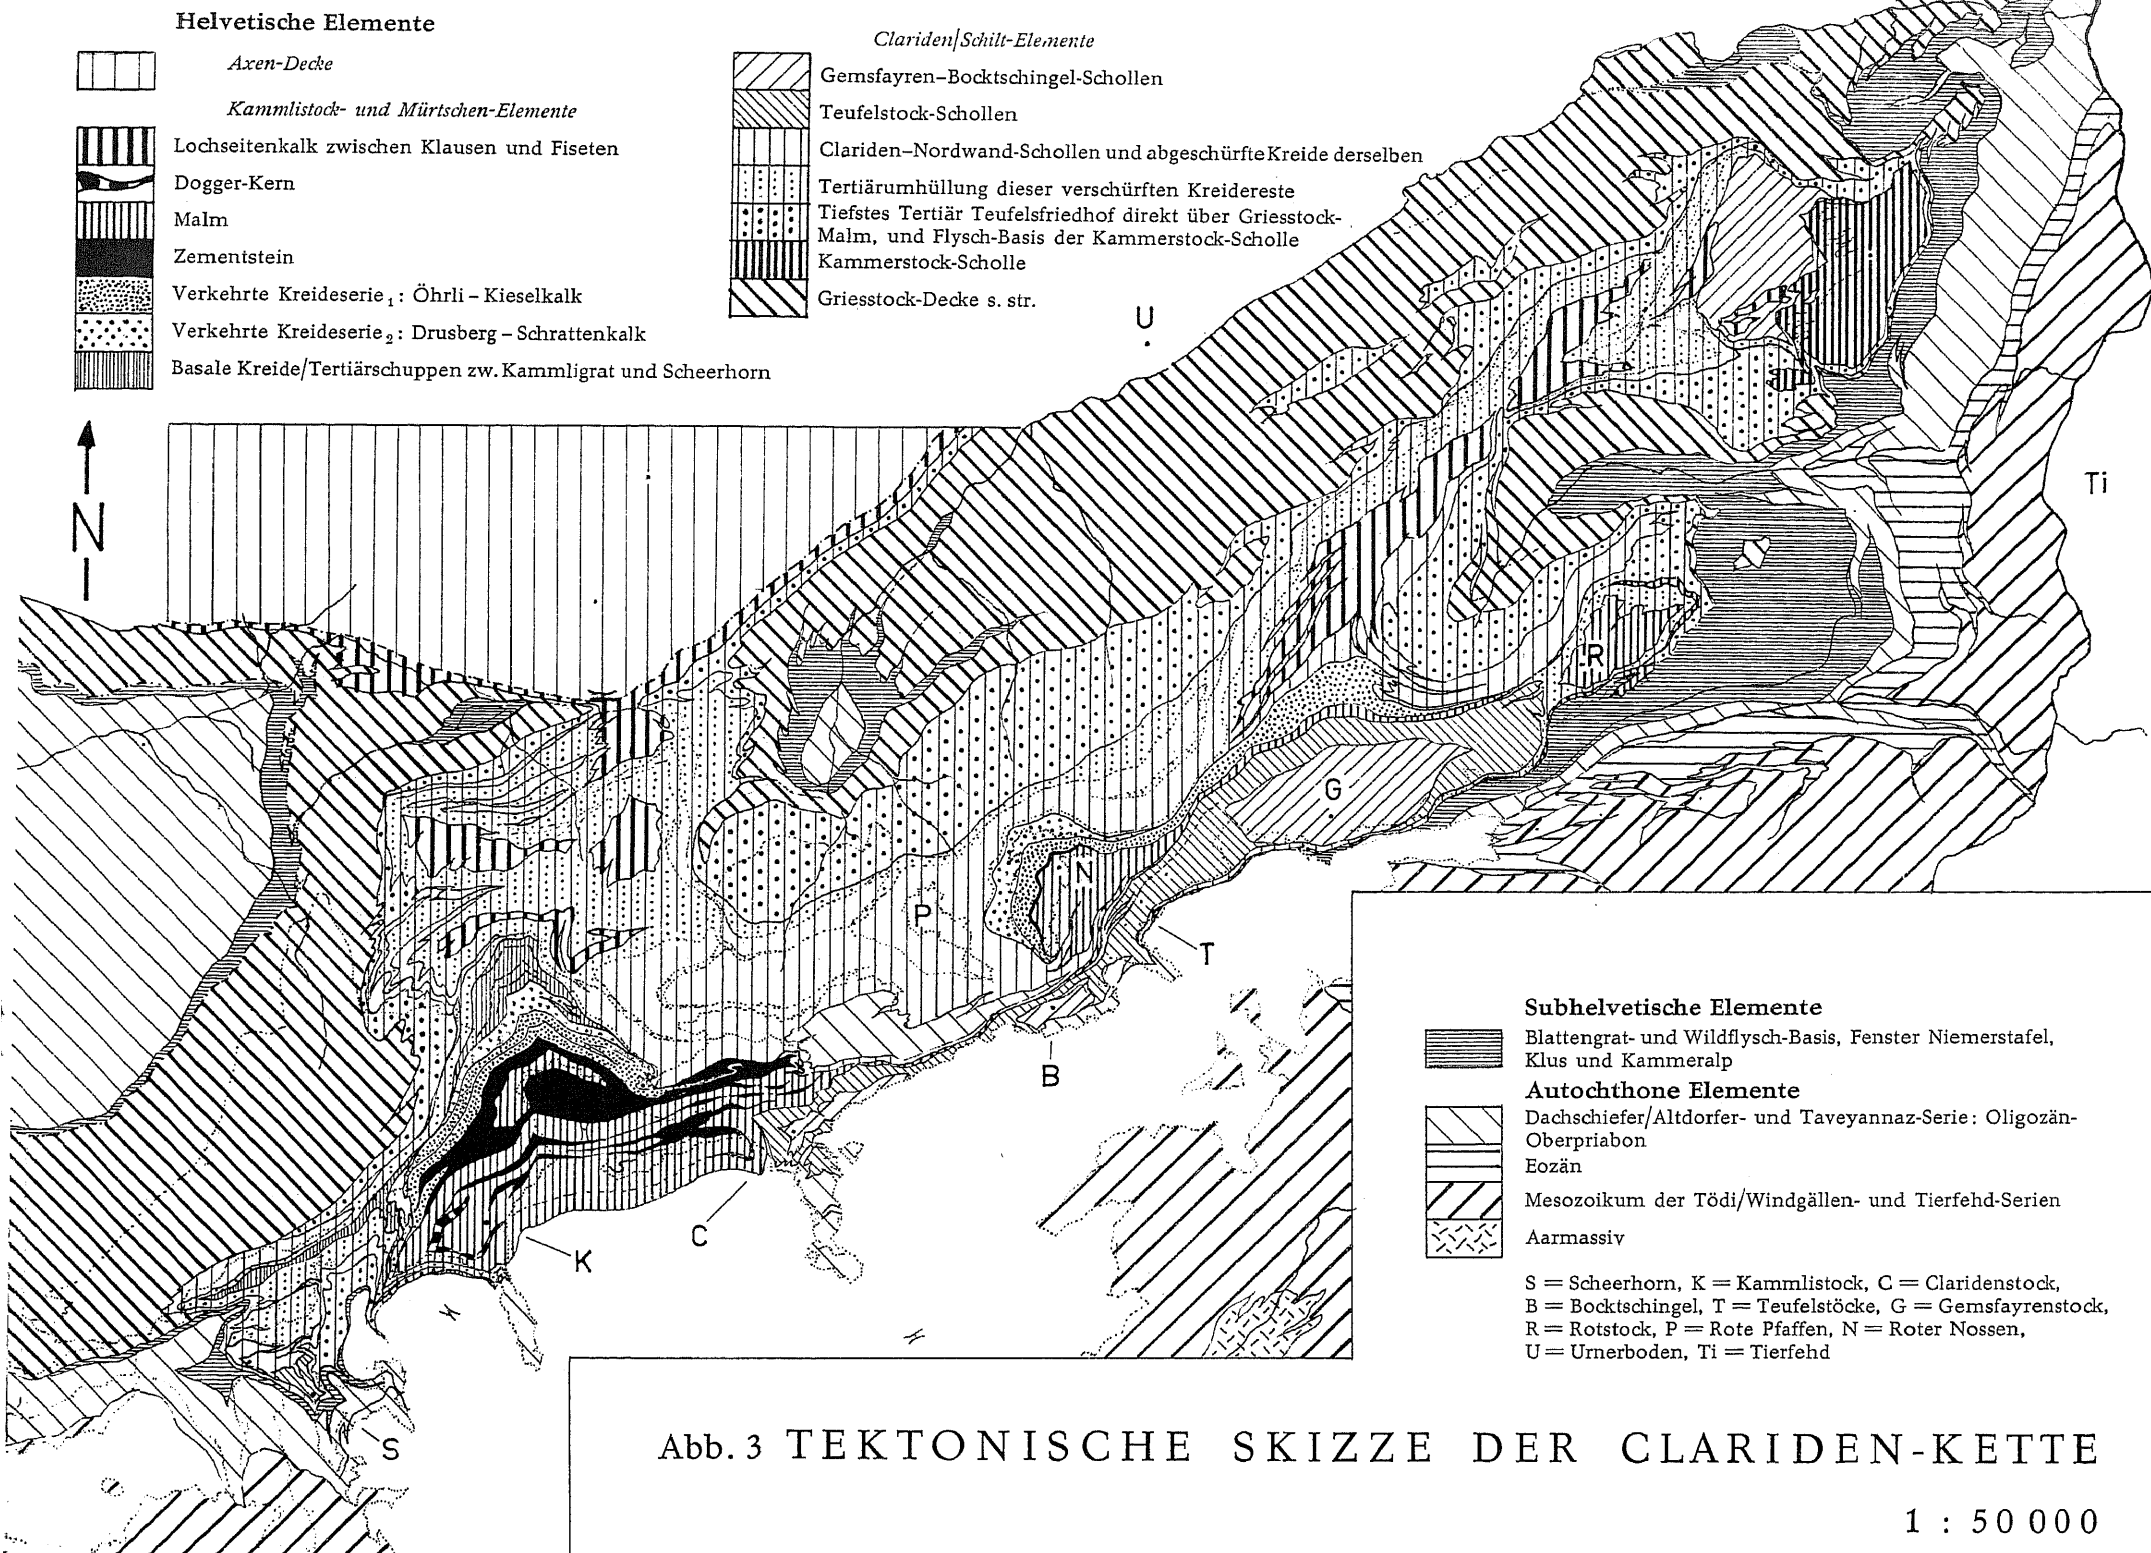 Helvetische Elemente
Axen-Decke
Kammlistock- und Mürtschen-Elemente
Lochseitenkalk zwischen Klausen und Fiseten
Dogger-Kern
Malm
Zementstein
Verkehrte Kreideserie₁: Öhrli – Kieselkalk
Verkehrte Kreideserie₂: Drusberg – Schrattenkalk
Basale Kreide/Tertiärschuppen zw. Kammligrat und Scheerhorn
Clariden/Schilt-Elemente
Gemsfayren–Bocktschingel-Schollen
Teufelstock-Schollen
Clariden–Nordwand-Schollen und abgeschürfte Kreide derselben
Tertiärumhüllung dieser verschürften Kreidereste
Tiefstes Tertiär Teufelsfriedhof direkt über Griesstock-
Malm, und Flysch-Basis der Kammerstock-Scholle
Kammerstock-Scholle
Griesstock-Decke s. str.
U
N
Ti
R
G
N
P
T
B
C
K
S
Subhelvetische Elemente
Blattengrat- und Wildflysch-Basis, Fenster Niemerstafel,
Klus und Kammeralp
Autochthone Elemente
Dachschiefer/Altdorfer- und Taveyannaz-Serie: Oligozän-
Oberpriabon
Eozän
Mesozoikum der Tödi/Windgällen- und Tierfehd-Serien
Aarmassiv
S = Scheerhorn, K = Kammlistock, C = Claridenstock,
B = Bocktschingel, T = Teufelstöcke, G = Gemsfayrenstock,
R = Rotstock, P = Rote Pfaffen, N = Roter Nossen,
U = Urnerboden, Ti = Tierfehd
Abb. 3 TEKTONISCHE SKIZZE DER CLARIDEN-KETTE
1 : 50 000